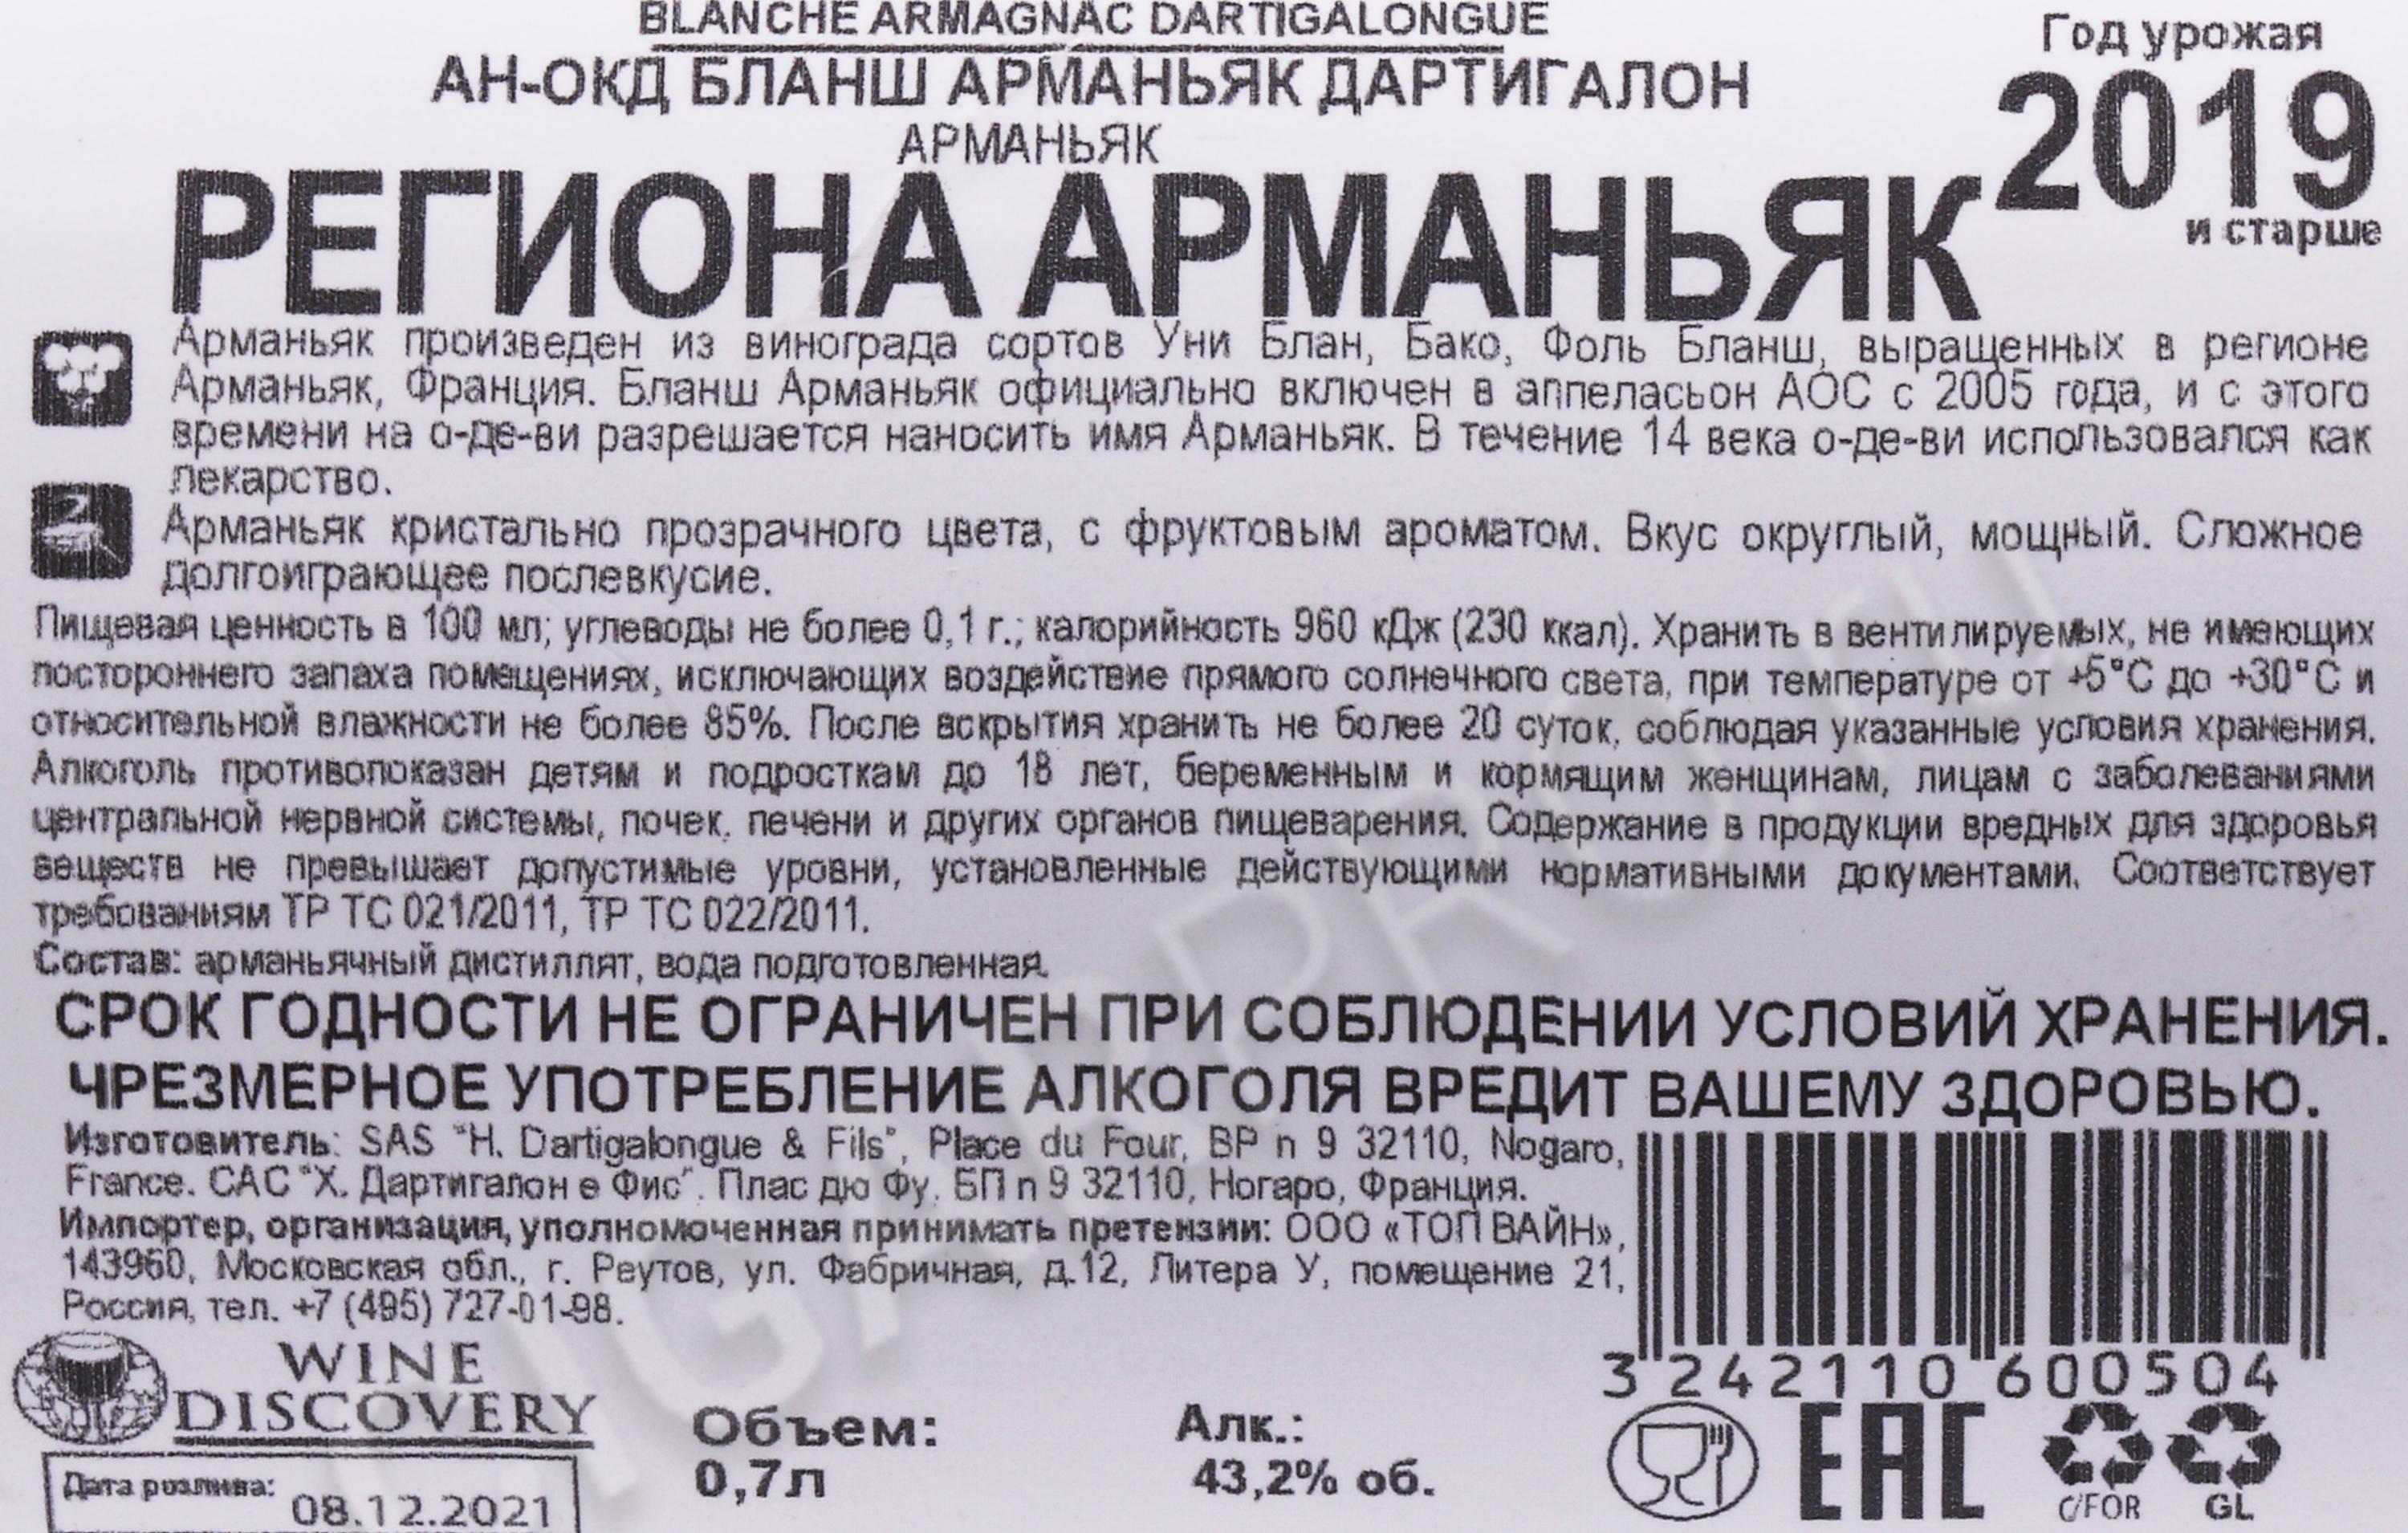 BLANCHE ARMAGNAC DARTIGALONGUE
АН-ОКД БЛАНШ АРМАНЬЯК ДАРТИГАЛОН
АРМАНЬЯК
РЕГИОНА АРМАНЬЯК
Год урожая
2019
и старше
Арманьяк произведен из винограда сортов Уни Блан, Бако, Фоль Бланш, выращенных в регионе
Арманьяк, Франция. Бланш Арманьяк официально включен в аппеласьон АОС с 2005 года, и с этого
времени на о-де-ви разрешается наносить имя Арманьяк. В течение 14 века о-де-ви использовался как
лекарство.
Арманьяк кристально прозрачного цвета, с фруктовым ароматом. Вкус округлый, мощный. Сложное
долгоиграющее послевкусие.
Пищевая ценность в 100 мл; углеводы не более 0,1 г.; калорийность 960 кДж (230 ккал). Хранить в вентилируемых, не имеющих
постороннего запаха помещениях, исключающих воздействие прямого солнечного света, при температуре от +5°С до +30°С и
относительной влажности не более 85%. После вскрытия хранить не более 20 суток, соблюдая указанные условия хранения.
Алкоголь противопоказан детям и подросткам до 18 лет, беременным и кормящим женщинам, лицам с заболеваниями
центральной нервной системы, почек, печени и других органов пищеварения. Содержание в продукции вредных для здоровья
веществ не превышает допустимые уровни, установленные действующими нормативными документами. Соответствует
требованиям ТР ТС 021/2011, ТР ТС 022/2011.
Состав: арманьячный дистиллят, вода подготовленная.
СРОК ГОДНОСТИ НЕ ОГРАНИЧЕН ПРИ СОБЛЮДЕНИИ УСЛОВИЙ ХРАНЕНИЯ.
ЧРЕЗМЕРНОЕ УПОТРЕБЛЕНИЕ АЛКОГОЛЯ ВРЕДИТ ВАШЕМУ ЗДОРОВЬЮ.
Изготовитель: SAS "H. Dartigalongue & Fils", Place du Four, BP n 9 32110, Nogaro,
France. САС "Х. Дартигалон е Фис". Плас дю Фу. БП n 9 32110, Ногаро, Франция.
Импортер, организация, уполномоченная принимать претензии: ООО «ТОП ВАЙН»,
143960, Московская обл., г. Реутов, ул. Фабричная, д.12, Литера У, помещение 21,
Россия, тел. +7 (495) 727-01-98.
3 242110 600504
WINE
DISCOVERY
Объем:
0,7л
Алк.:
43,2% об.
EAC
C/FOR
GL
Дата розлива:
08.12.2021